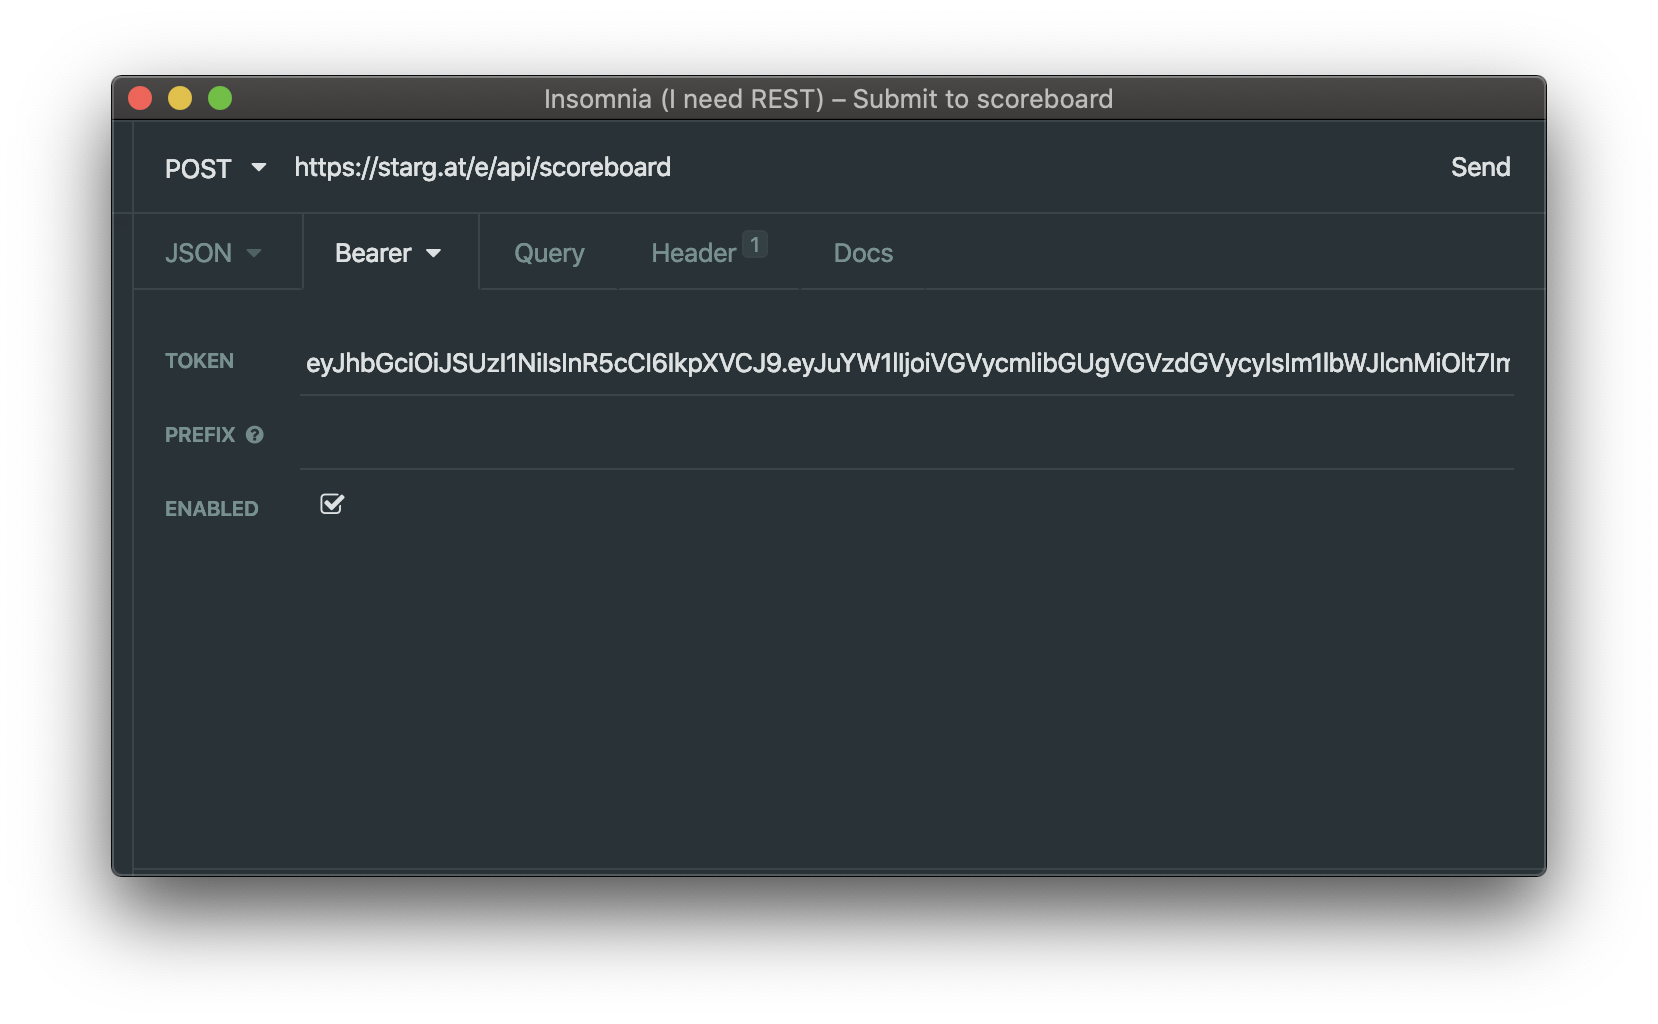 Insomnia (I need REST) – Submit to scoreboard
POST https://starg.at/e/api/scoreboard Send
JSON Bearer Query Header 1 Docs
TOKEN eyJhbGciOiJSUzI1NiIsInR5cCI6IkpXVCJ9.eyJuYW1lIjoiVGVycmlibGUgVGVzdGVycyIsIm1lbWJlcnMiOlt7Im
PREFIX ?
ENABLED